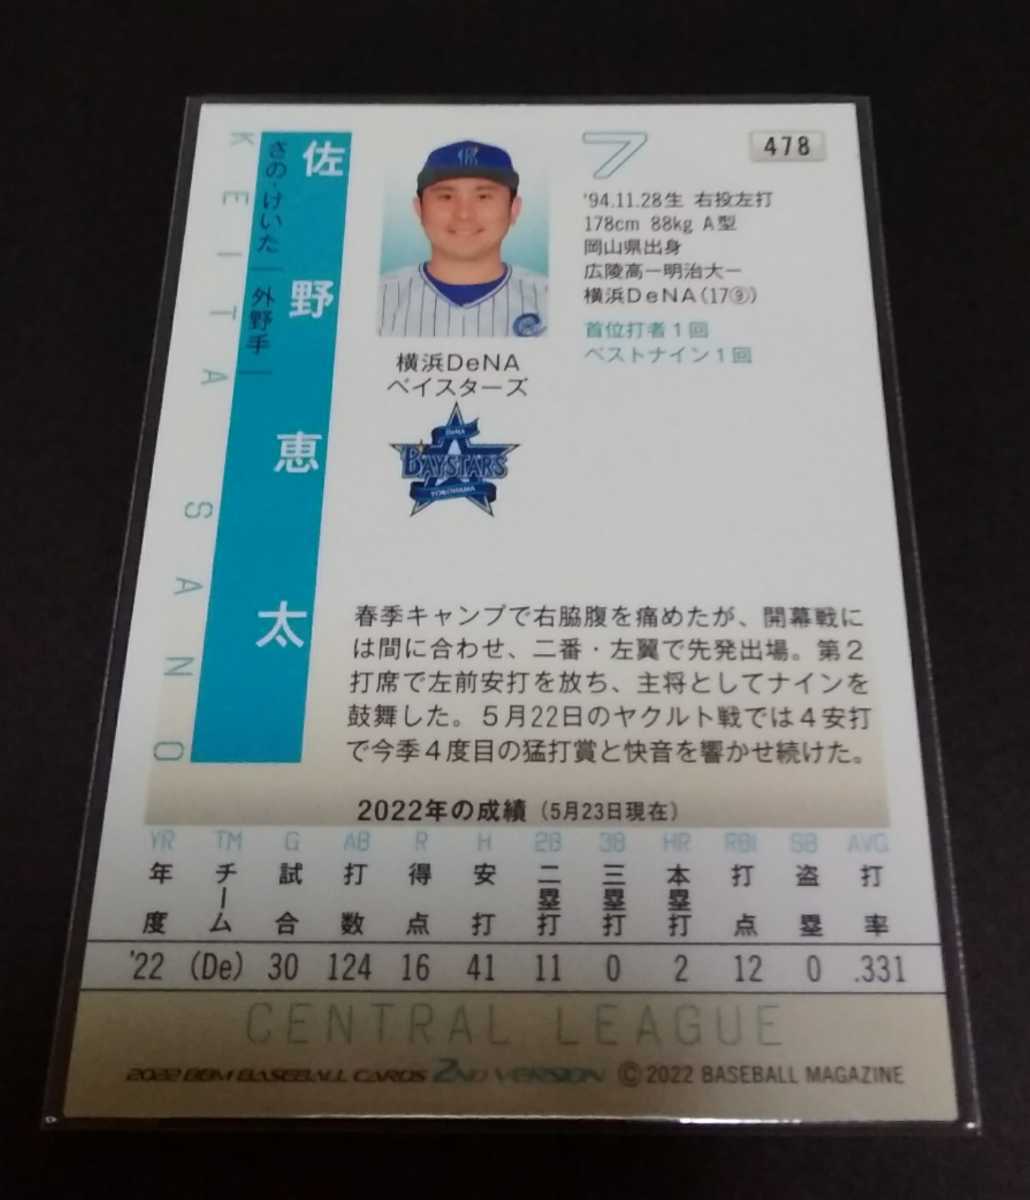 478
7
佐野恵太
さの・けいた
外野手
KEITA SANO
'94.11.28生 右投左打
178cm 88kg A型
岡山県出身
広陵高ー明治大ー
横浜DeNA(17⑨)
首位打者1回
ベストナイン1回
横浜DeNA
ベイスターズ
DeNA
BAYSTARS
YOKOHAMA
春季キャンプで右脇腹を痛めたが、開幕戦に
は間に合わせ、二番・左翼で先発出場。第2
打席で左前安打を放ち、主将としてナインを
鼓舞した。5月22日のヤクルト戦では4安打
で今季4度目の猛打賞と快音を響かせ続けた。
2022年の成績(5月23日現在)
YR TM G AB R H 2B 3B HR RBI SB AVG
年度 チーム 試合 打数 得点 安打 二塁打 三塁打 本塁打 打点 盗塁 打率
'22 (De) 30 124 16 41 11 0 2 12 0 .331
CENTRAL LEAGUE
2022 BBM BASEBALL CARDS 2ND VERSION © 2022 BASEBALL MAGAZINE